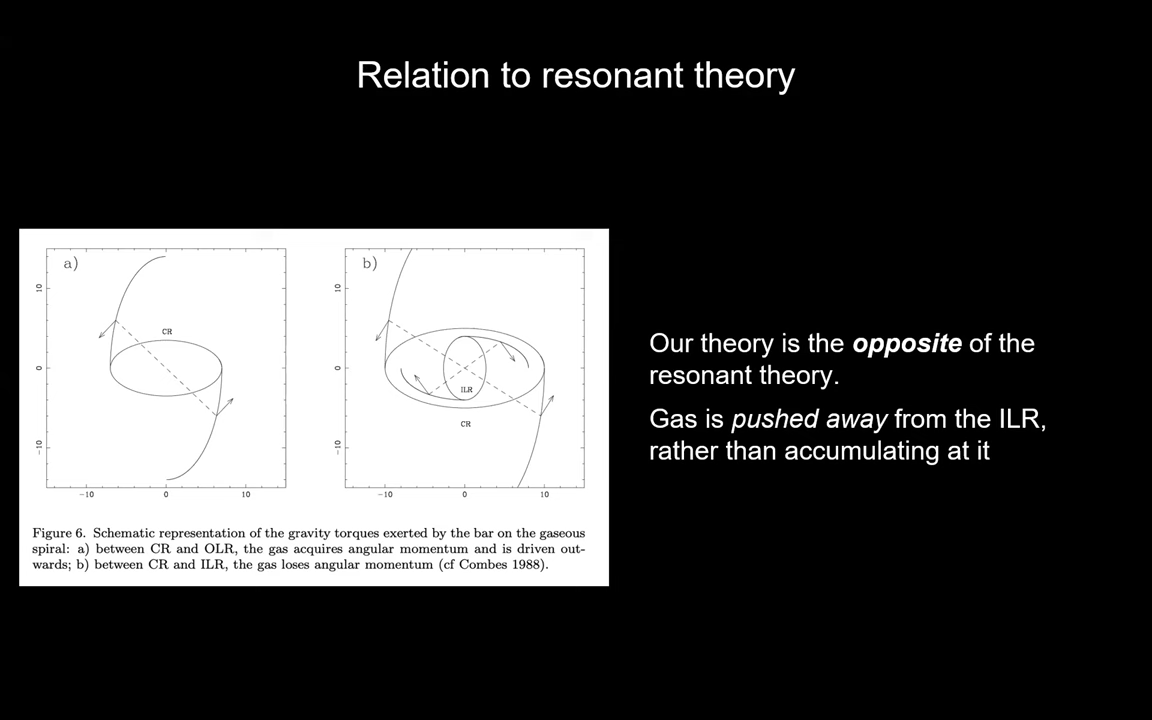 Relation to resonant theory
a)
CR
10
0
-10
-10
0
10
b)
ILR
CR
10
0
-10
-10
0
10
Our theory is the opposite of the
resonant theory.
Gas is pushed away from the ILR,
rather than accumulating at it
Figure 6. Schematic representation of the gravity torques exerted by the bar on the gaseous
spiral: a) between CR and OLR, the gas acquires angular momentum and is driven out-
wards; b) between CR and ILR, the gas loses angular momentum (cf Combes 1988).